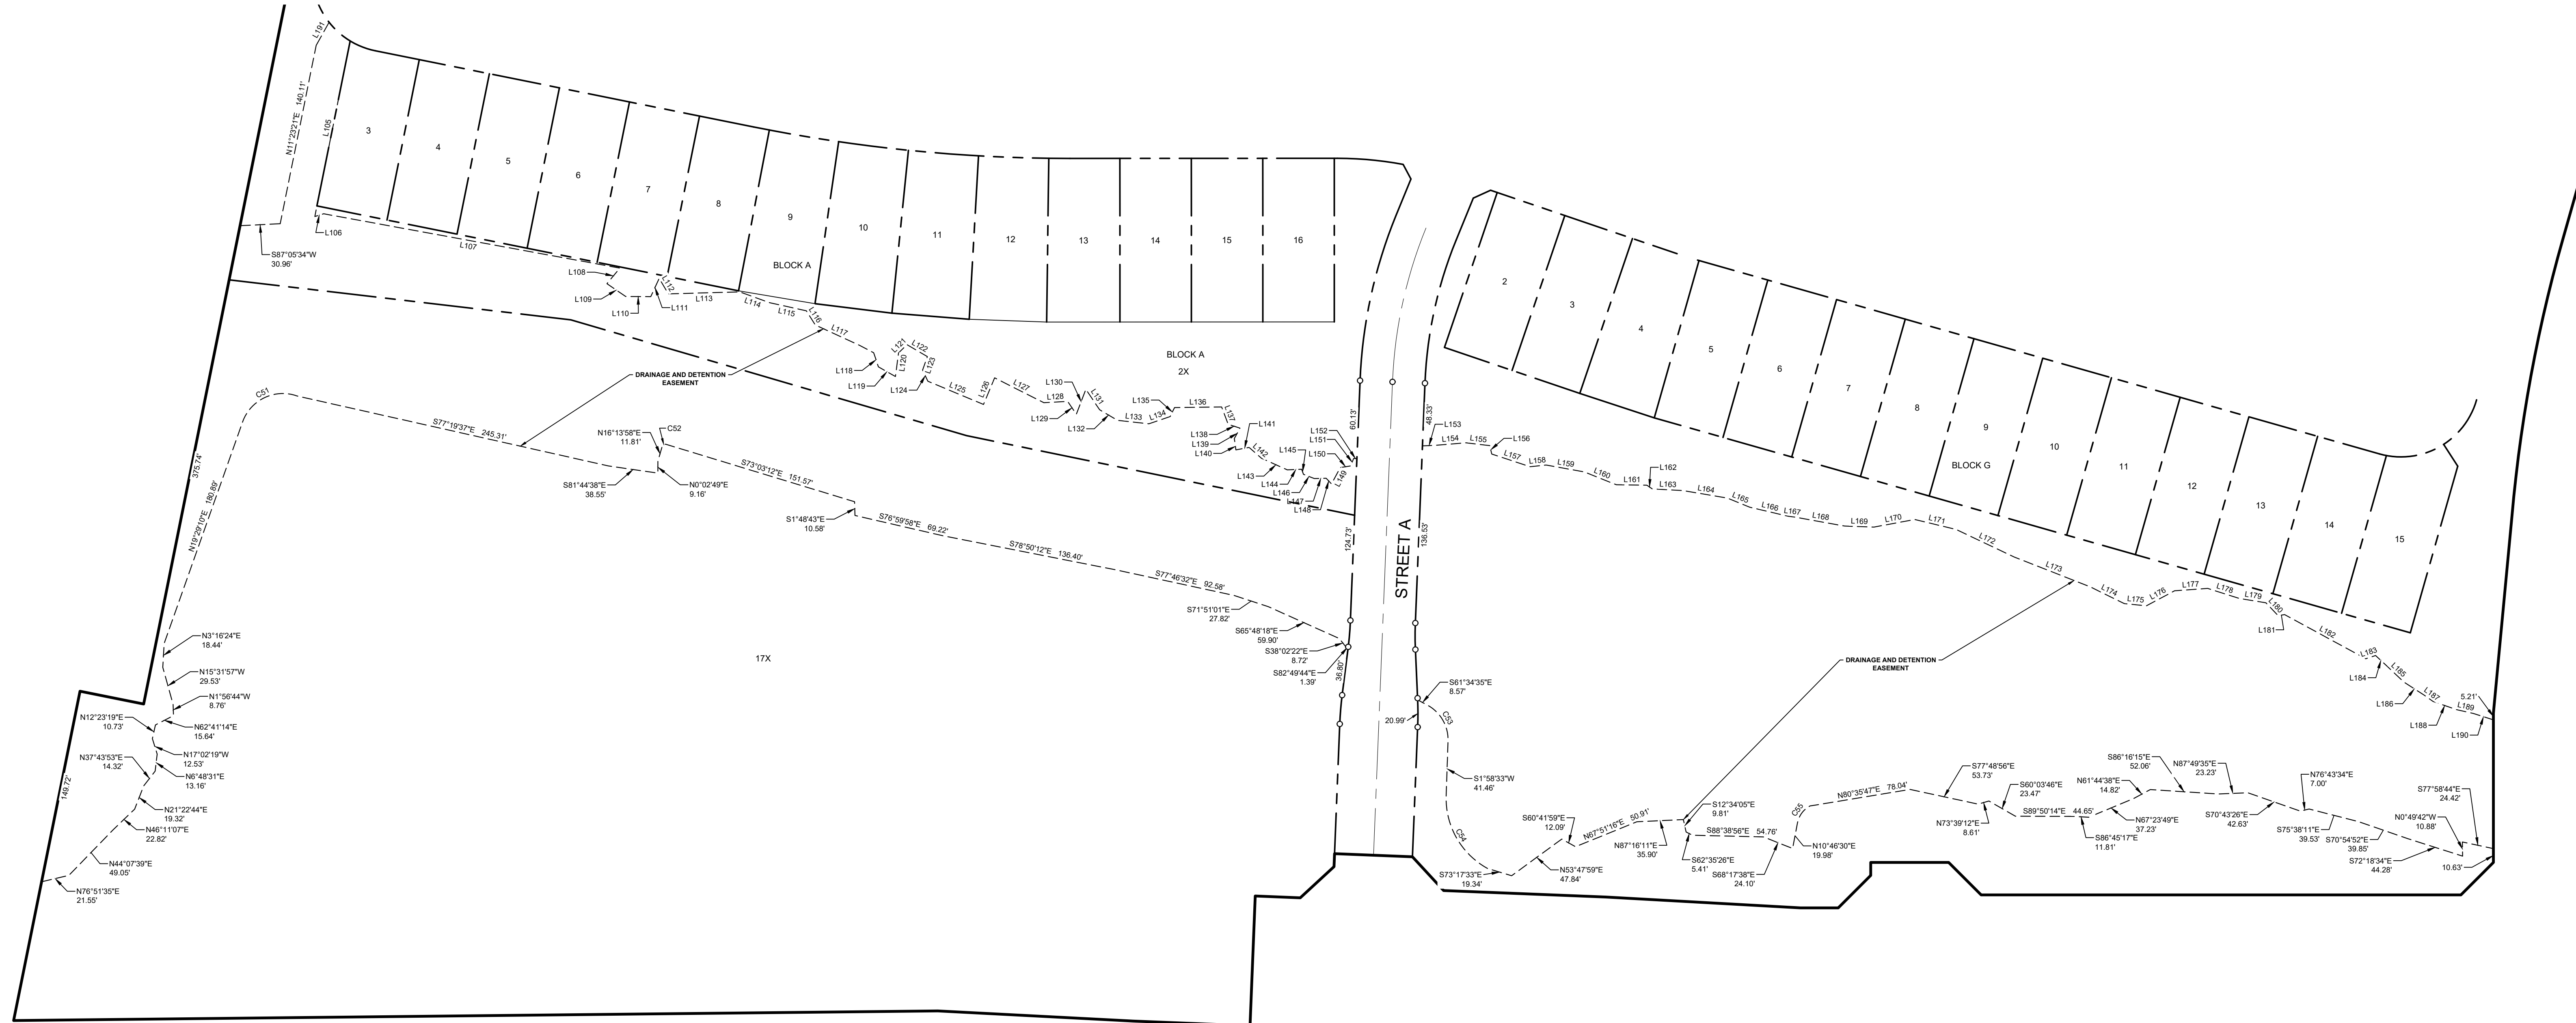 L191
N11°23'21"E 140.11'
L105
3
4
5
6
7
8
9
10
11
12
13
14
15
16
BLOCK A
L106
S87°05'34"W
30.96'
L107
L108
L109
L110
L111
L112
L113
L114
L115
L116
L117
L118
L119
L120
L121
L122
L123
L124
L125
L126
L127
L128
L129
L130
L131
L132
L133
L134
L135
L136
L137
L138
L139
L140
L141
L142
L143
L144
L145
L146
L147
L148
L149
L150
L151
L152
BLOCK A
2X
DRAINAGE AND DETENTION
EASEMENT
C51
S77°19'37"E 245.31'
375.74'
N19°29'10"E 180.89'
N16°13'58"E
11.81'
C52
S81°44'38"E
38.55'
N0°02'49"E
9.16'
S73°03'12"E 151.57'
S1°48'43"E
10.58'
S76°59'58"E 69.22'
S78°50'12"E 136.40'
S77°46'32"E 92.58'
S71°51'01"E
27.82'
S65°48'18"E
59.90'
S38°02'22"E
8.72'
S82°49'44"E
1.39'
60.13'
124.73'
36.80'
48.33'
136.53'
20.99'
STREET A
N3°16'24"E
18.44'
N15°31'57"W
29.53'
N1°56'44"W
8.76'
N12°23'19"E
10.73'
N62°41'14"E
15.64'
N17°02'19"W
12.53'
N37°43'53"E
14.32'
N6°48'31"E
13.16'
N21°22'44"E
19.32'
N46°11'07"E
22.82'
N44°07'39"E
49.05'
N76°51'35"E
21.55'
149.72'
17X
2
3
4
5
6
7
8
9
10
11
12
13
14
15
BLOCK G
L153
L154
L155
L156
L157
L158
L159
L160
L161
L162
L163
L164
L165
L166
L167
L168
L169
L170
L171
L172
L173
L174
L175
L176
L177
L178
L179
L180
L181
L182
L183
L184
L185
L186
L187
L188
L189
L190
5.21'
DRAINAGE AND DETENTION
EASEMENT
S61°34'35"E
8.57'
C53
S1°58'33"W
41.46'
C54
S73°17'33"E
19.34'
N53°47'59"E
47.84'
S60°41'59"E
12.09'
N67°51'16"E 50.91'
N87°16'11"E
35.90'
S12°34'05"E
9.81'
S62°35'26"E
5.41'
S88°38'56"E 54.76'
S68°17'38"E
24.10'
N10°46'30"E
19.98'
C55
N80°35'47"E 78.04'
S77°48'56"E
53.73'
N73°39'12"E
8.61'
S60°03'46"E
23.47'
S89°50'14"E 44.65'
S86°45'17"E
11.81'
N67°23'49"E
37.23'
N61°44'38"E
14.82'
S86°16'15"E
52.06'
N87°49'35"E
23.23'
S70°43'26"E
42.63'
N76°43'34"E
7.00'
S75°38'11"E
39.53'
S70°54'52"E
39.85'
S72°18'34"E
44.28'
N0°49'42"W
10.88'
S77°58'44"E
24.42'
10.63'